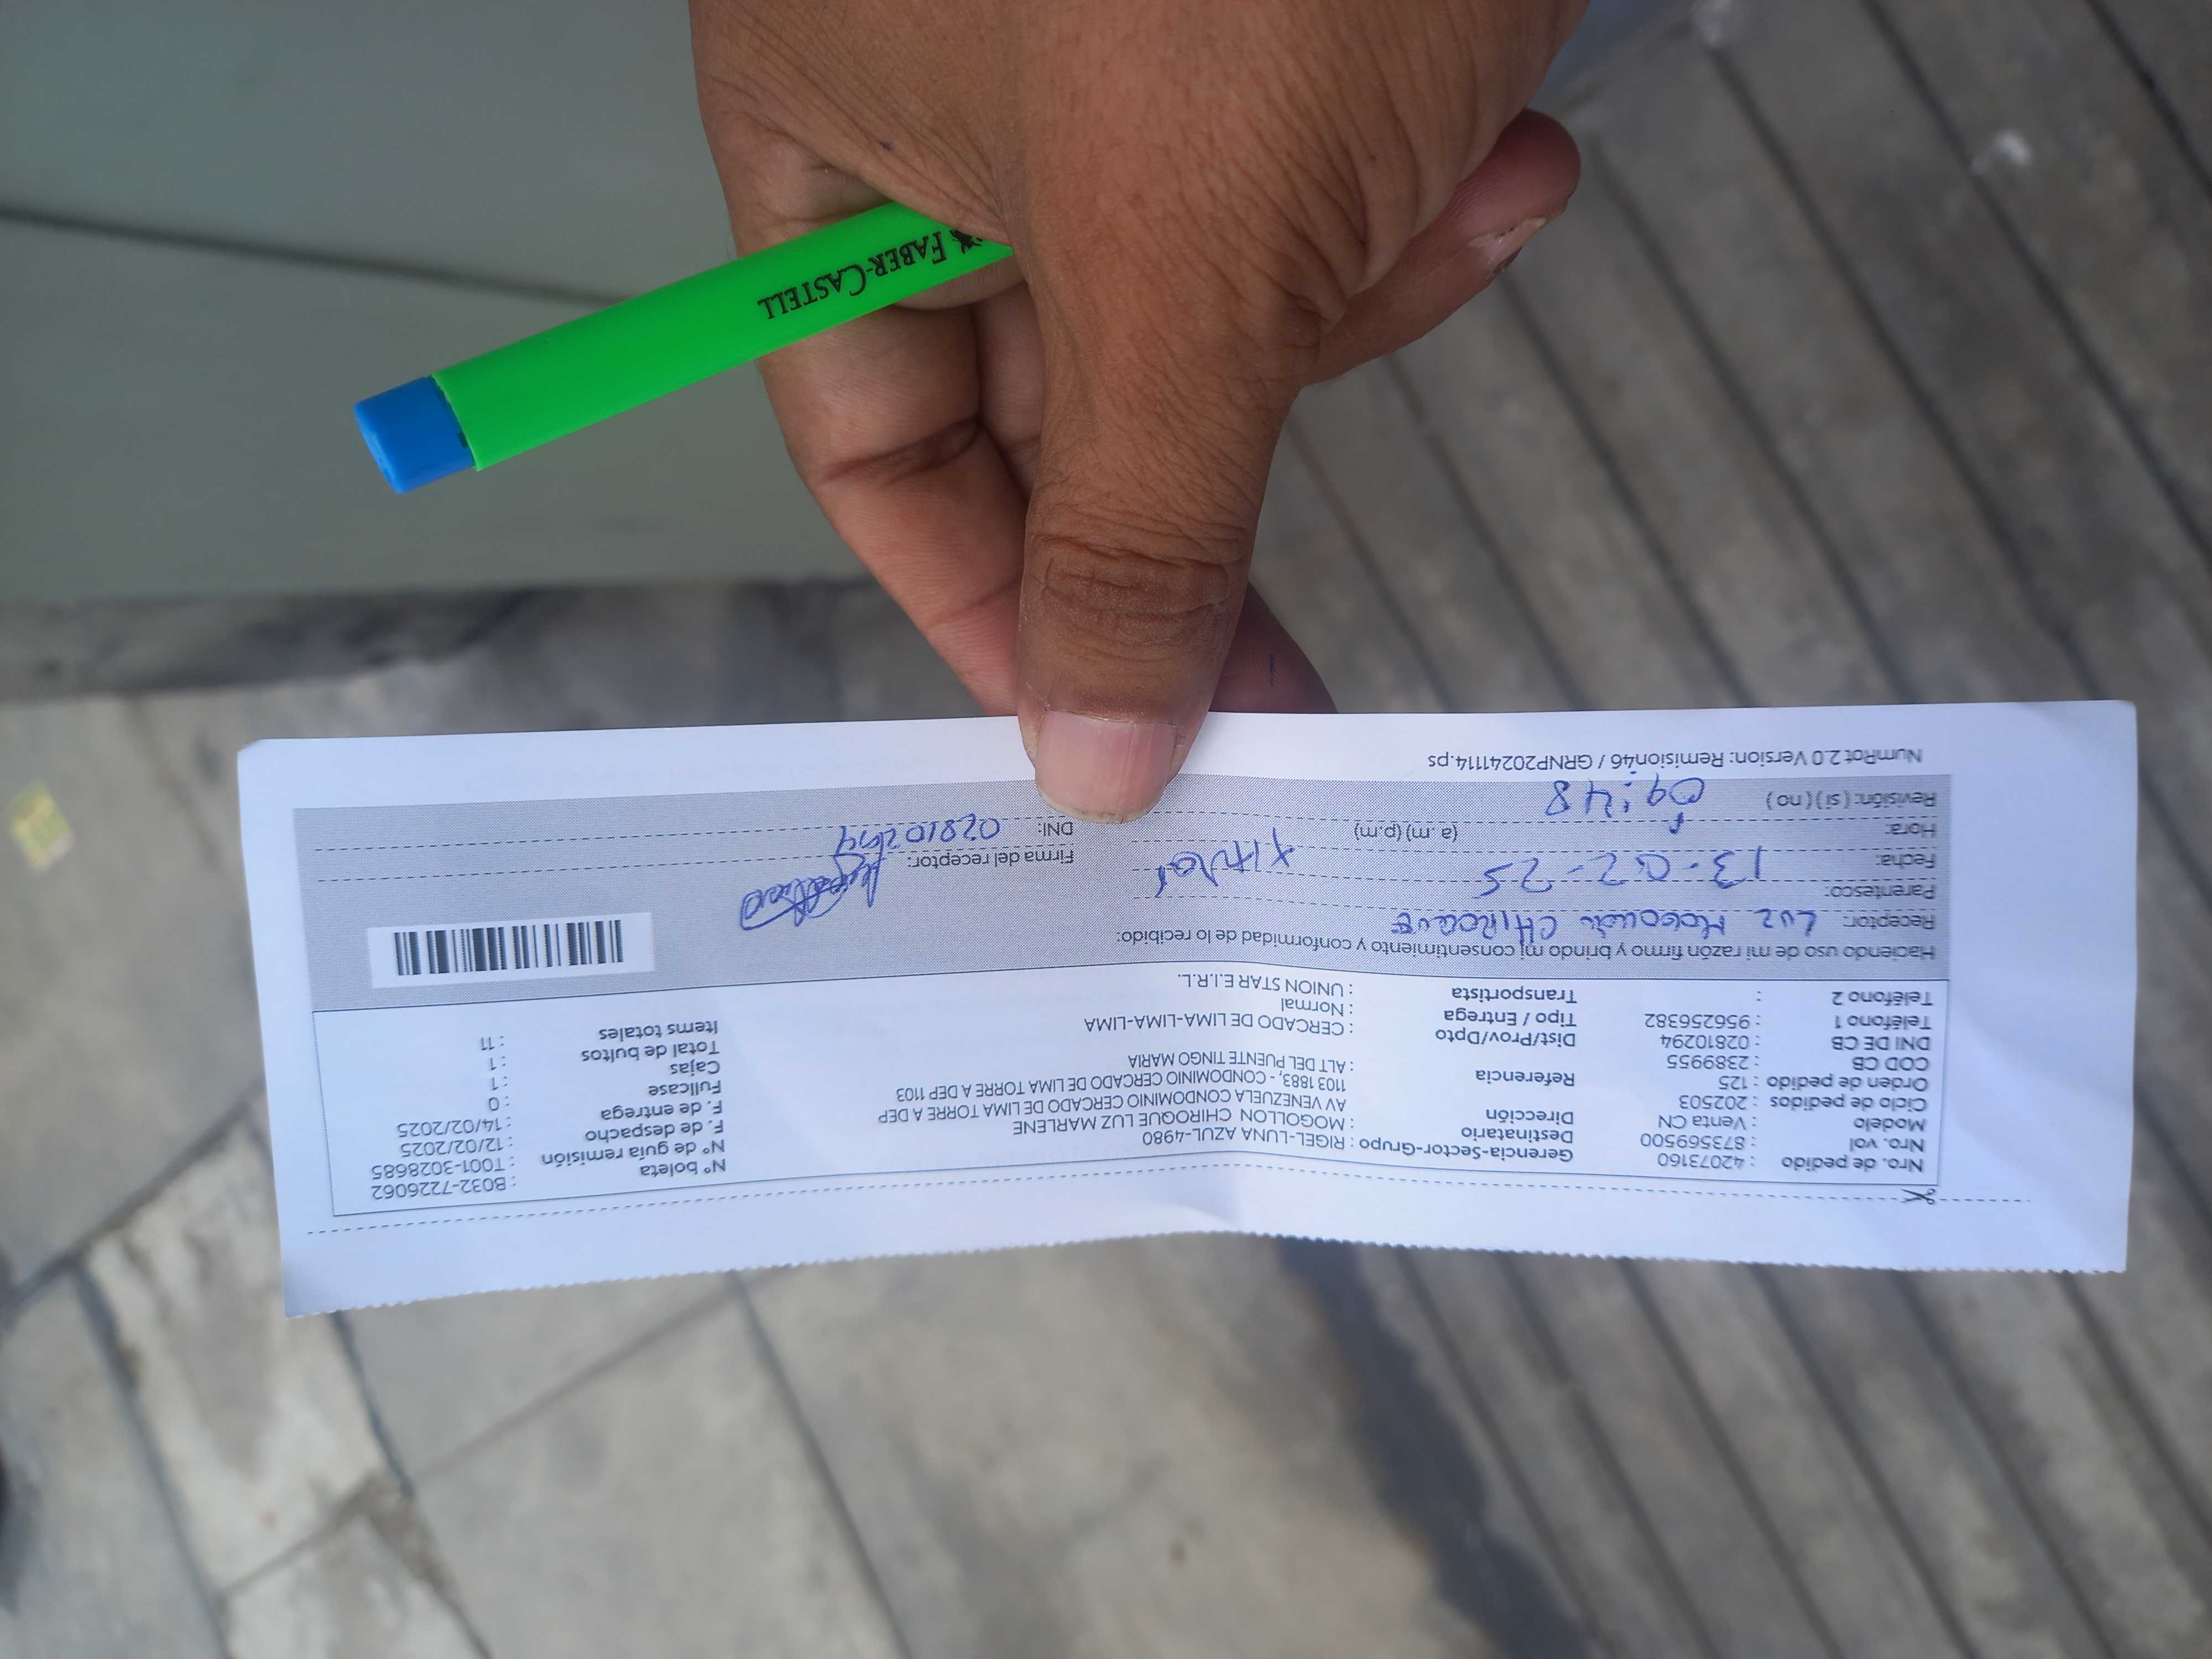 FABER-CASTELL
Nro. de pedido : 42073160
Nro. vol : 873569500
Modelo : Venta CN
Ciclo de pedidos : 202503
Orden de pedido : 125
COD CB : 2389955
DNI DE CB : 02810294
Teléfono 1 : 956256382
Teléfono 2 :
Gerencia-Sector-Grupo : RIGEL-LUNA AZUL-4980
Destinatario : MOGOLLON CHIROQUE LUZ MARLENE
Dirección AV VENEZUELA CONDOMINIO CERCADO DE LIMA TORRE A DEP
1103 1883, - CONDOMINIO CERCADO DE LIMA TORRE A DEP 1103
Referencia : ALT DEL PUENTE TINGO MARIA
Dist/Prov/Dpto : CERCADO DE LIMA-LIMA-LIMA
Tipo / Entrega : Normal
Transportista : UNION STAR E.I.R.L.
N° boleta : B032-7226062
N° de guía remisión : T001-3028685
F. de despacho : 12/02/2025
F. de entrega : 14/02/2025
Fullcase : 0
Cajas : 1
Total de bultos : 1
Items totales : 11
Haciendo uso de mi razón firmo y brindo mi consentimiento y conformidad de lo recibido:
Receptor: LUZ MOGOLLON CHIROQUE
Parentesco:
Fecha: 13-02-25
Hora: (a.m) (p.m)
Revisión: (si) (no) 09:48
Firma del receptor:
DNI: 02810294
NumRot 2.0 Version: Remision46 / GRNP20241114.ps